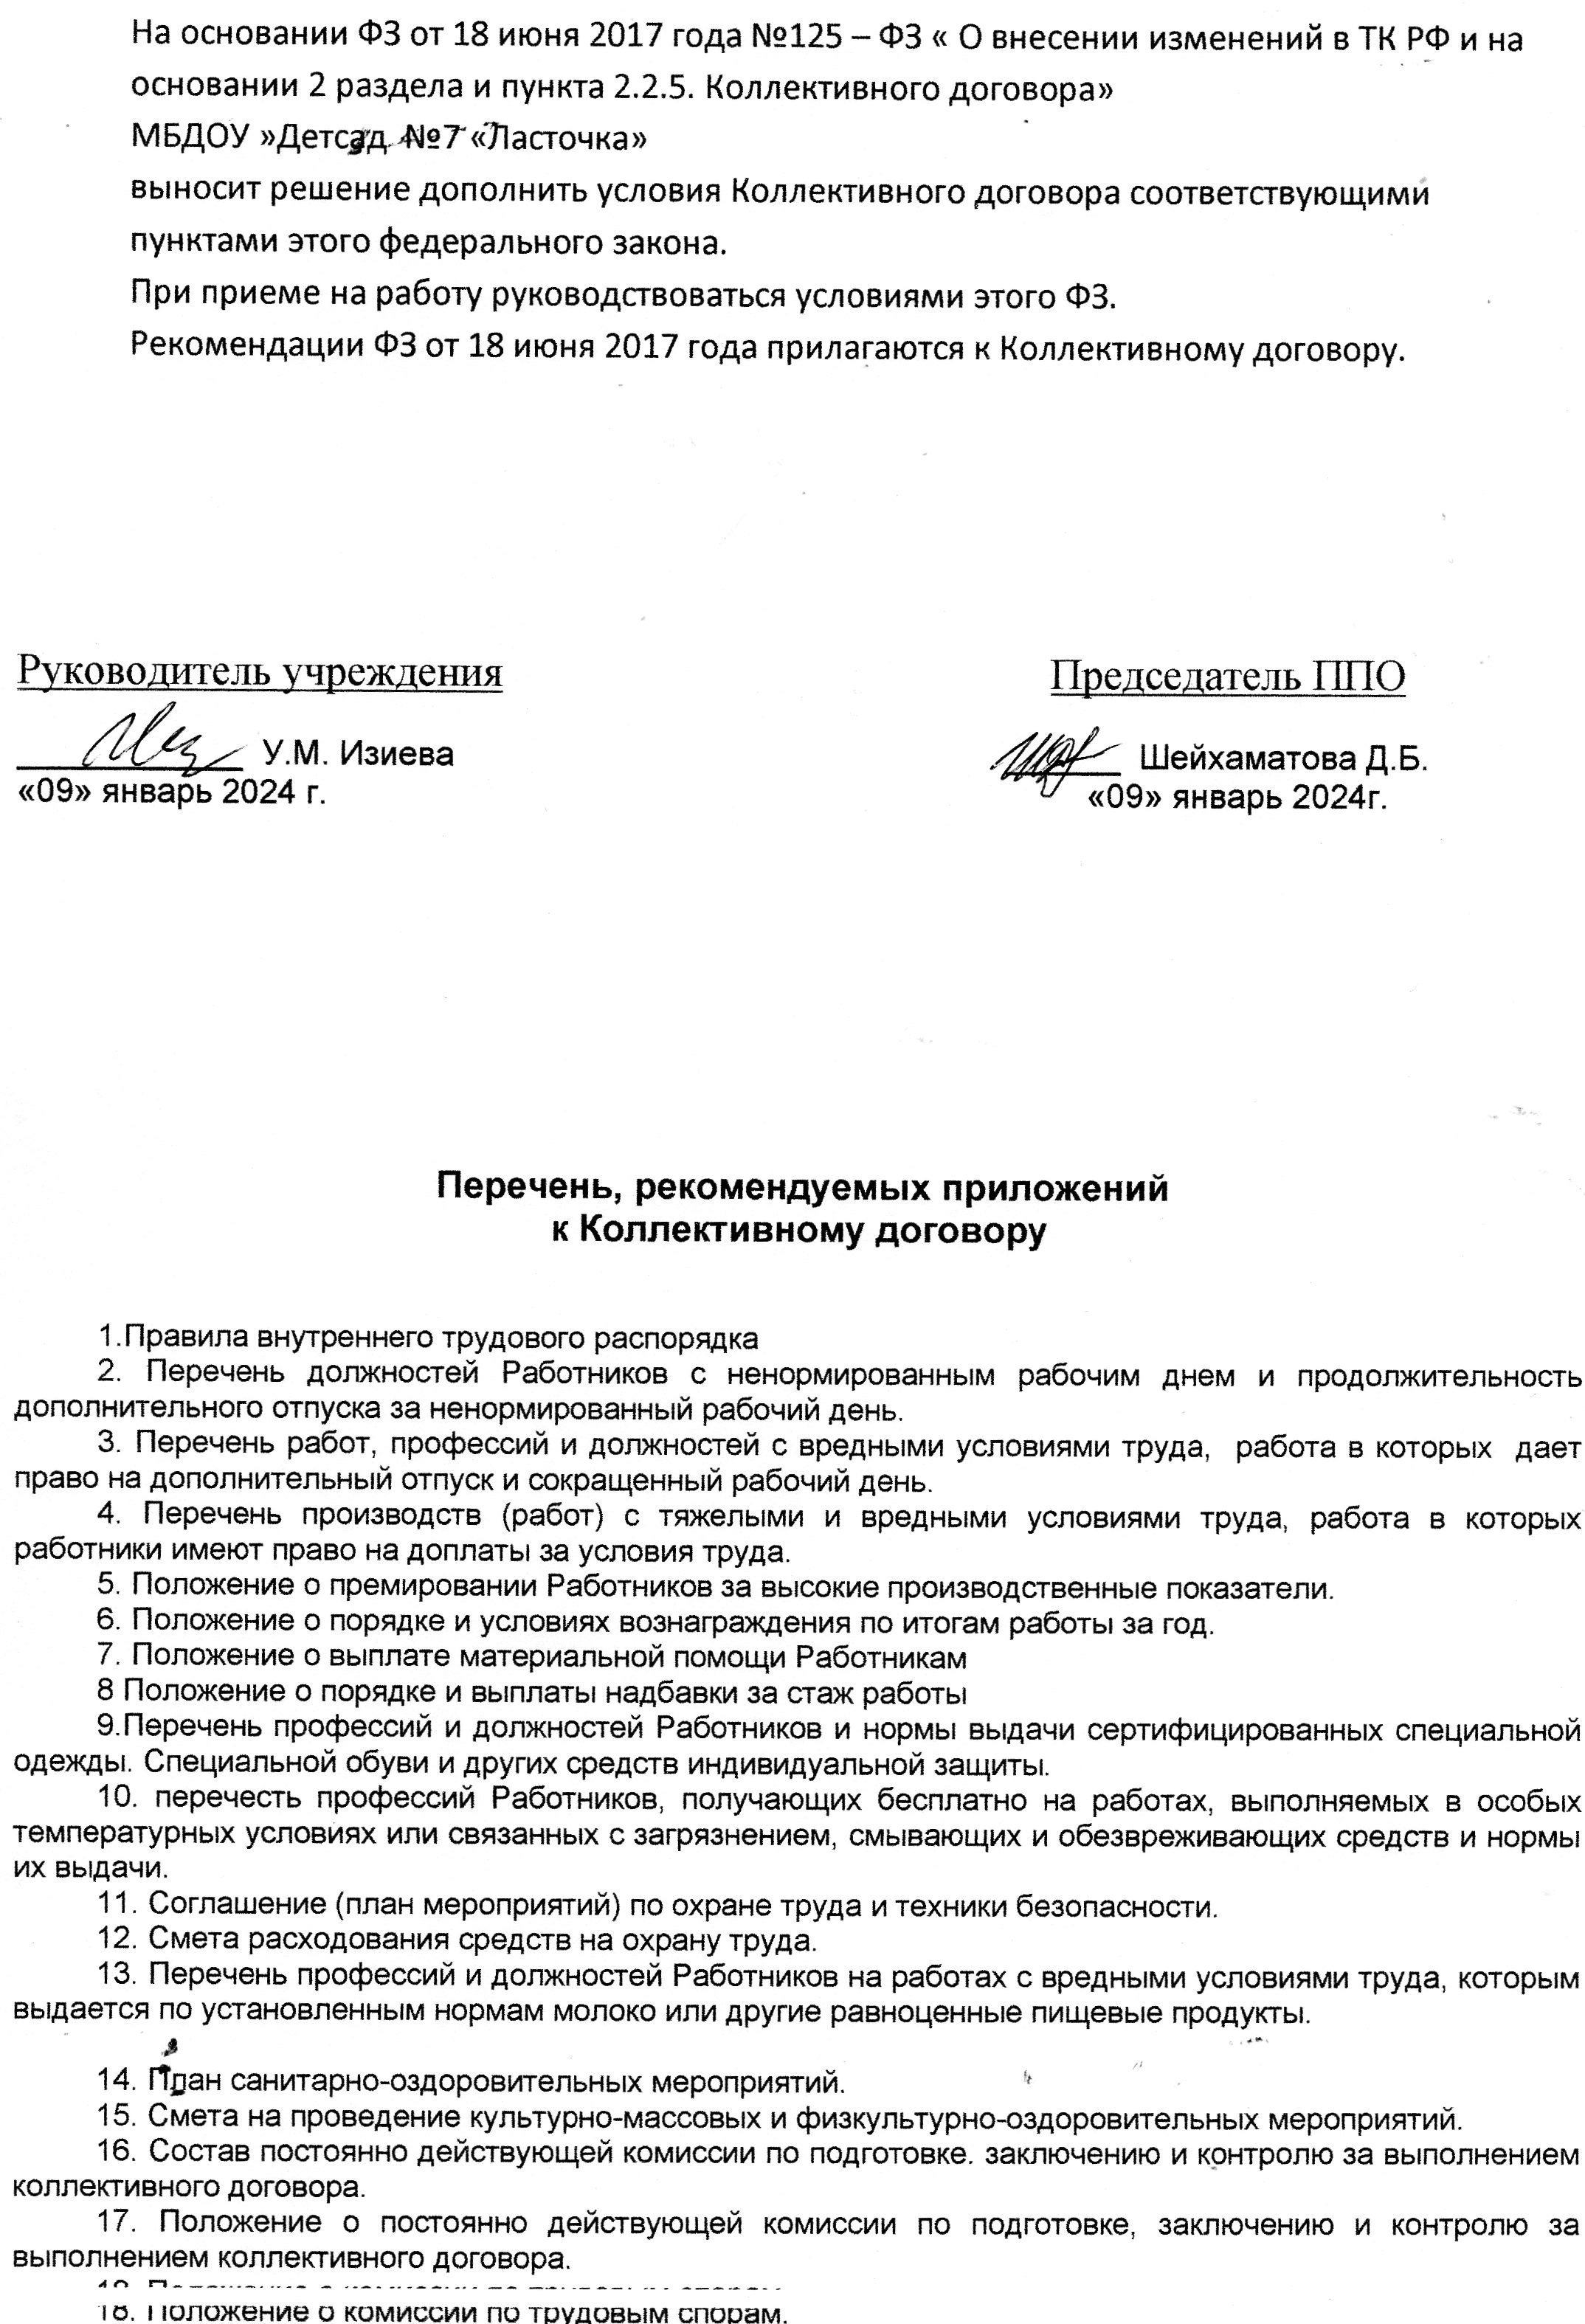 На основании ФЗ от 18 июня 2017 года №125 – ФЗ « О внесении изменений в ТК РФ и на
основании 2 раздела и пункта 2.2.5. Коллективного договора»
МБДОУ »Детсад №7 «Ласточка»
выносит решение дополнить условия Коллективного договора соответствующими
пунктами этого федерального закона.
При приеме на работу руководствоваться условиями этого ФЗ.
Рекомендации ФЗ от 18 июня 2017 года прилагаются к Коллективному договору.
Руководитель учреждения
Председатель ППО
У.М. Изиева
Шейхаматова Д.Б.
«09» январь 2024 г.
«09» январь 2024г.
Перечень, рекомендуемых приложений
к Коллективному договору
1.Правила внутреннего трудового распорядка
2. Перечень должностей Работников с ненормированным рабочим днем и продолжительность
дополнительного отпуска за ненормированный рабочий день.
3. Перечень работ, профессий и должностей с вредными условиями труда, работа в которых дает
право на дополнительный отпуск и сокращенный рабочий день.
4. Перечень производств (работ) с тяжелыми и вредными условиями труда, работа в которых
работники имеют право на доплаты за условия труда.
5. Положение о премировании Работников за высокие производственные показатели.
6. Положение о порядке и условиях вознаграждения по итогам работы за год.
7. Положение о выплате материальной помощи Работникам
8 Положение о порядке и выплаты надбавки за стаж работы
9.Перечень профессий и должностей Работников и нормы выдачи сертифицированных специальной
одежды. Специальной обуви и других средств индивидуальной защиты.
10. перечесть профессий Работников, получающих бесплатно на работах, выполняемых в особых
температурных условиях или связанных с загрязнением, смывающих и обезвреживающих средств и нормы
их выдачи.
11. Соглашение (план мероприятий) по охране труда и техники безопасности.
12. Смета расходования средств на охрану труда.
13. Перечень профессий и должностей Работников на работах с вредными условиями труда, которым
выдается по установленным нормам молоко или другие равноценные пищевые продукты.
14. План санитарно-оздоровительных мероприятий.
15. Смета на проведение культурно-массовых и физкультурно-оздоровительных мероприятий.
16. Состав постоянно действующей комиссии по подготовке. заключению и контролю за выполнением
коллективного договора.
17. Положение о постоянно действующей комиссии по подготовке, заключению и контролю за
выполнением коллективного договора.
18. Положение о комиссии по трудовым спорам.